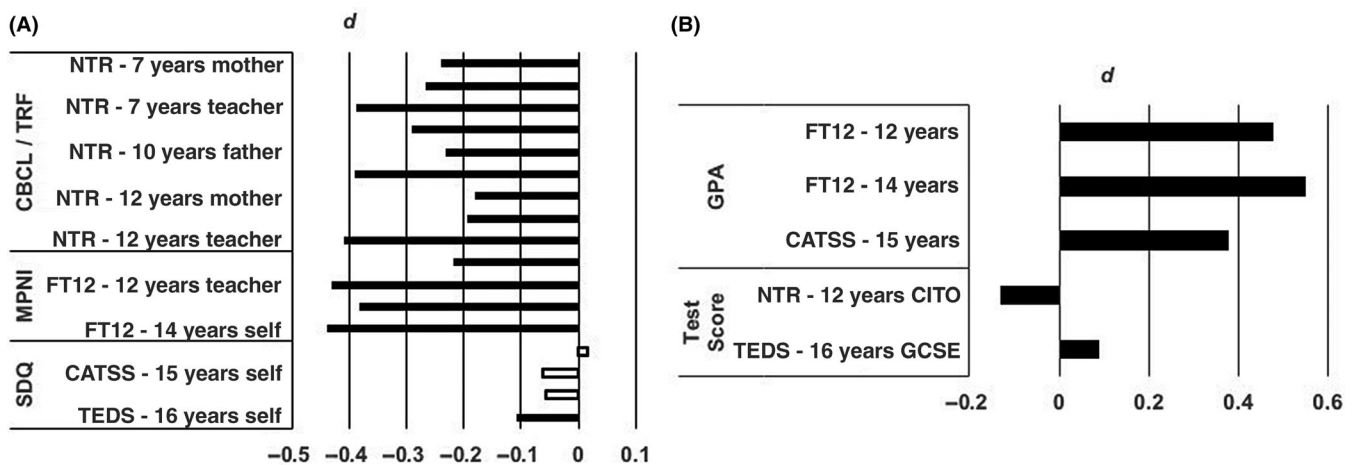 (A)
d
CBCL / TRF
NTR - 7 years mother
NTR - 7 years teacher
NTR - 10 years father
NTR - 12 years mother
NTR - 12 years teacher
MPNI
FT12 - 12 years teacher
FT12 - 14 years self
SDQ
CATSS - 15 years self
TEDS - 16 years self
−0.5 −0.4 −0.3 −0.2 −0.1 0 0.1
(B)
d
GPA
FT12 - 12 years
FT12 - 14 years
CATSS - 15 years
Test
Score
NTR - 12 years CITO
TEDS - 16 years GCSE
−0.2 0 0.2 0.4 0.6